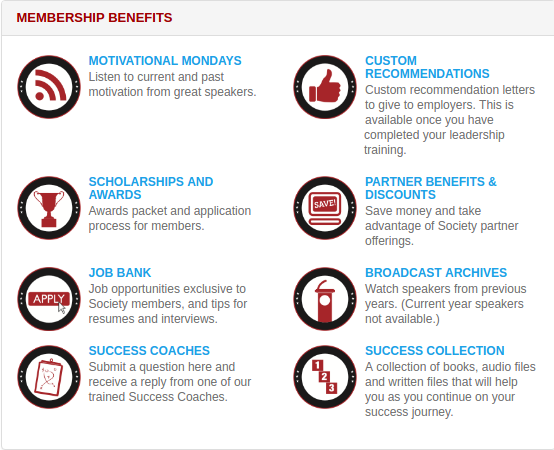 MEMBERSHIP BENEFITS
MOTIVATIONAL MONDAYS
Listen to current and past
motivation from great speakers.
CUSTOM
RECOMMENDATIONS
Custom recommendation letters
to give to employers. This is
available once you have
completed your leadership
training.
SCHOLARSHIPS AND
AWARDS
Awards packet and application
process for members.
SAVE!
PARTNER BENEFITS &
DISCOUNTS
Save money and take
advantage of Society partner
offerings.
APPLY
JOB BANK
Job opportunities exclusive to
Society members, and tips for
resumes and interviews.
BROADCAST ARCHIVES
Watch speakers from previous
years. (Current year speakers
not available.)
SUCCESS COACHES
Submit a question here and
receive a reply from one of our
trained Success Coaches.
1
2
3
SUCCESS COLLECTION
A collection of books, audio files
and written files that will help
you as you continue on your
success journey.